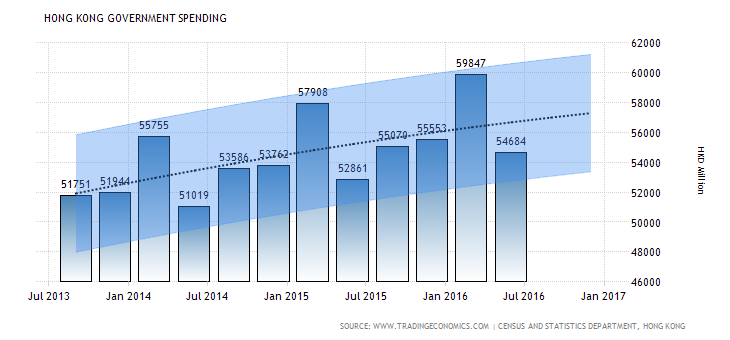 HONG KONG GOVERNMENT SPENDING
62000
60000
58000
56000
54000
52000
50000
48000
46000
HKD Million
51751
51944
55755
51019
53586
53762
57908
52861
55079
55553
59847
54684
Jul 2013
Jan 2014
Jul 2014
Jan 2015
Jul 2015
Jan 2016
Jul 2016
Jan 2017
SOURCE: WWW.TRADINGECONOMICS.COM | CENSUS AND STATISTICS DEPARTMENT, HONG KONG